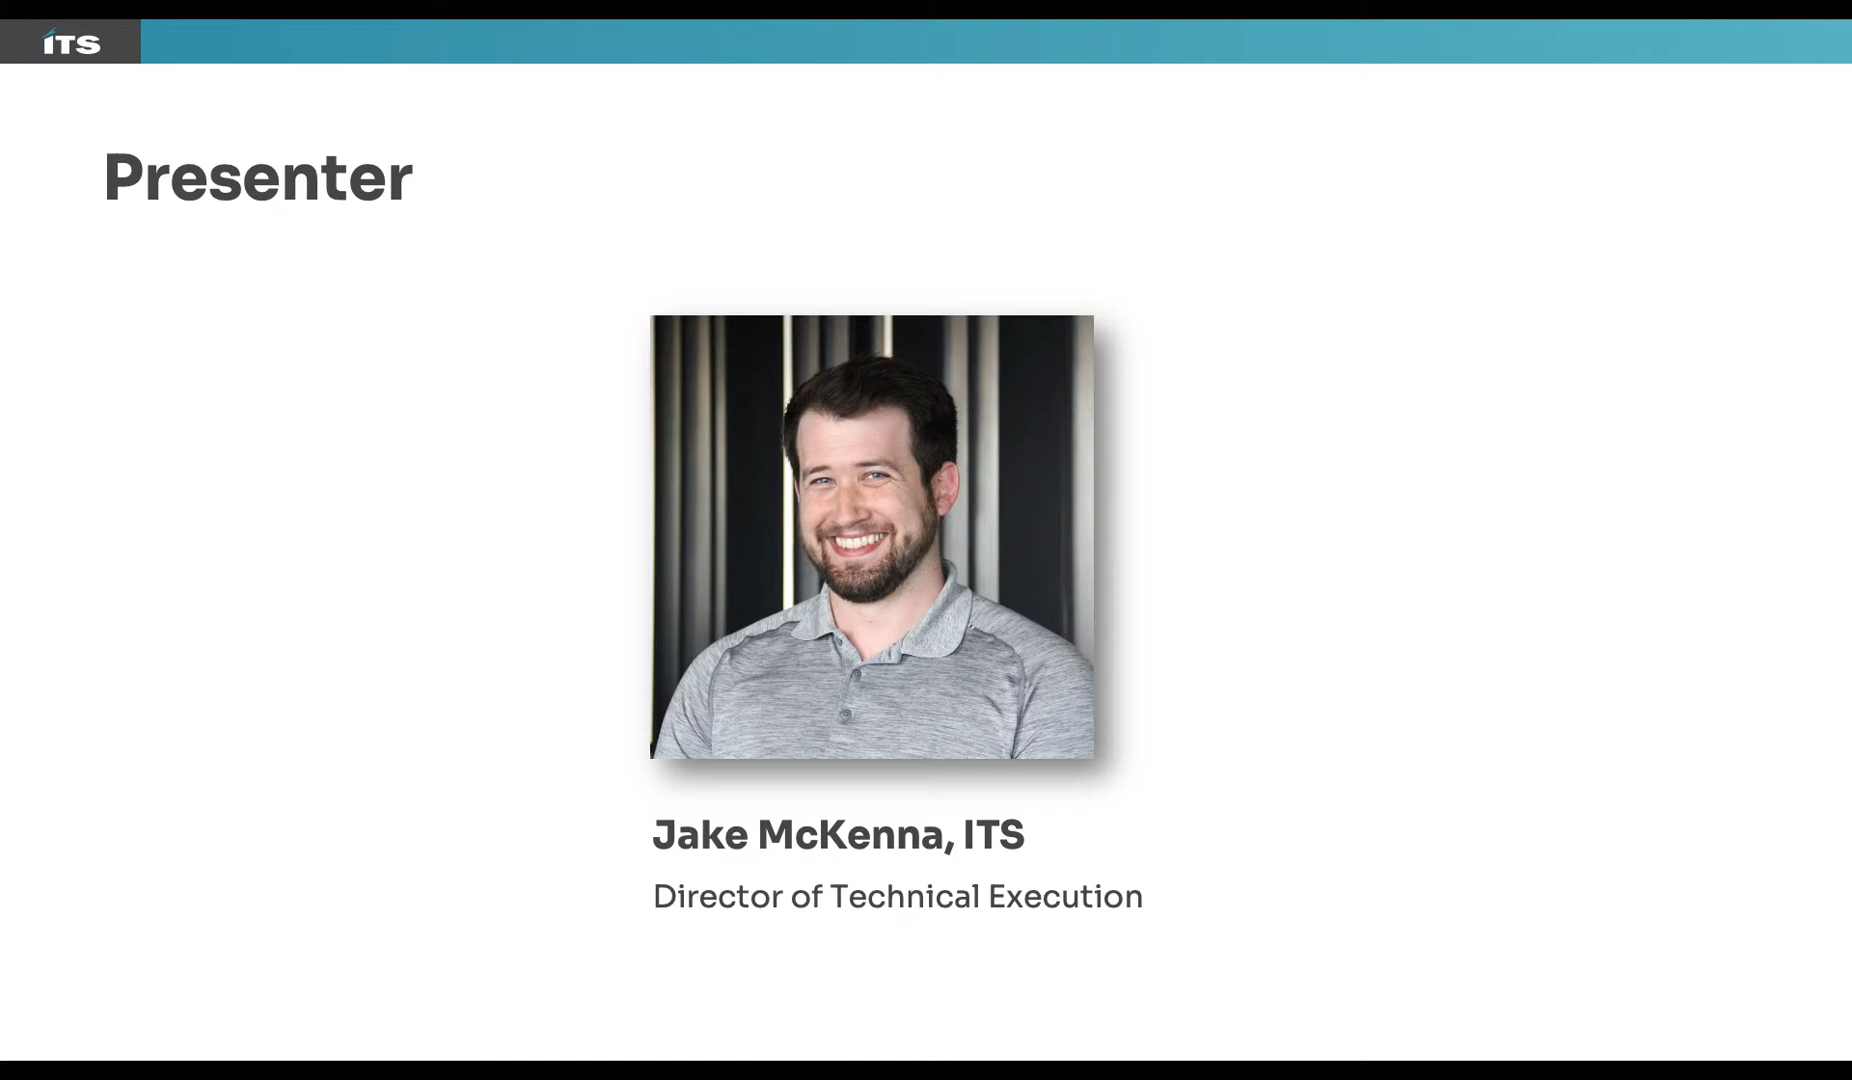 ITS
Presenter
Jake McKenna, ITS
Director of Technical Execution